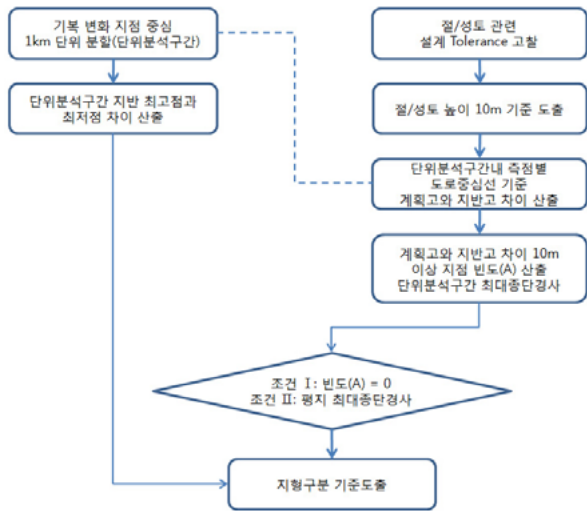 기복 변화 지점 중심
1km 단위 분할(단위분석구간)
단위분석구간 지반 최고점과
최저점 차이 산출
절/성토 관련
설계 Tolerance 고찰
절/성토 높이 10m 기준 도출
단위분석구간내 측점별
도로중심선 기준
계획고와 지반고 차이 산출
계획고와 지반고 차이 10m
이상 지점 빈도(A) 산출
단위분석구간 최대종단경사
조건 Ⅰ: 빈도(A) = 0
조건 Ⅱ: 평지 최대종단경사
지형구분 기준도출